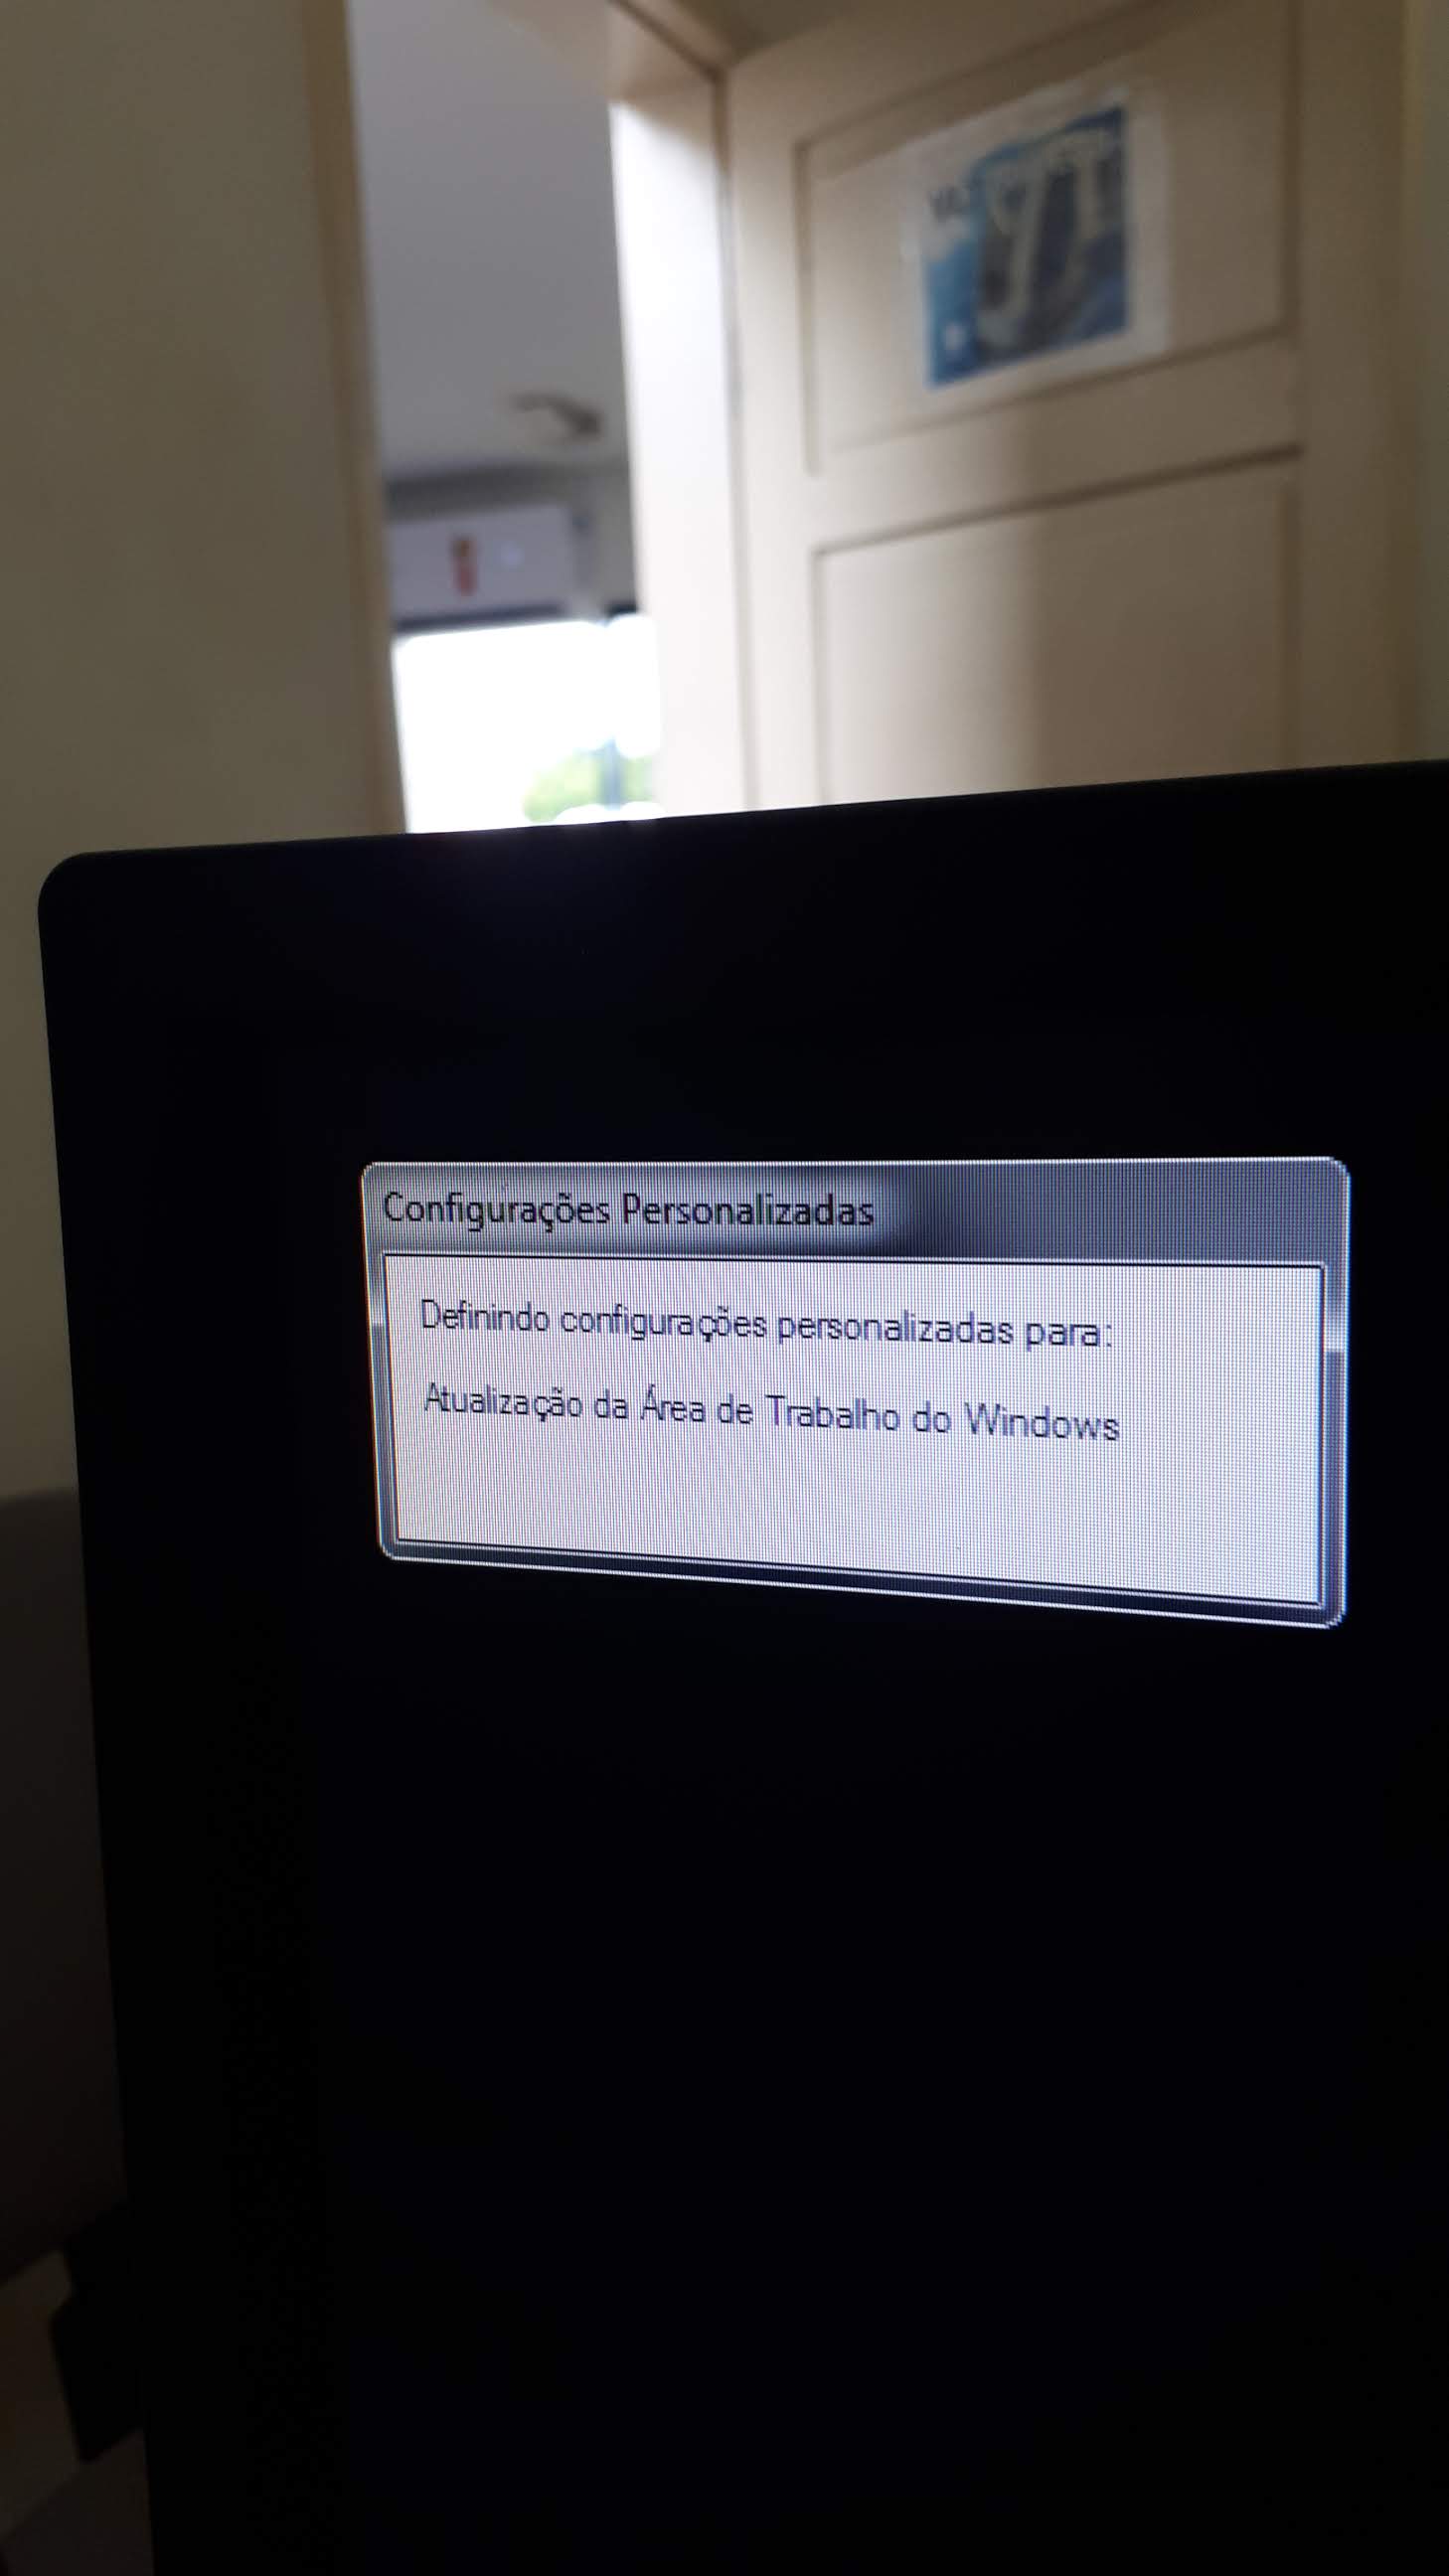 Configurações Personalizadas
Definindo configurações personalizadas para:
Atualização da Área de Trabalho do Windows